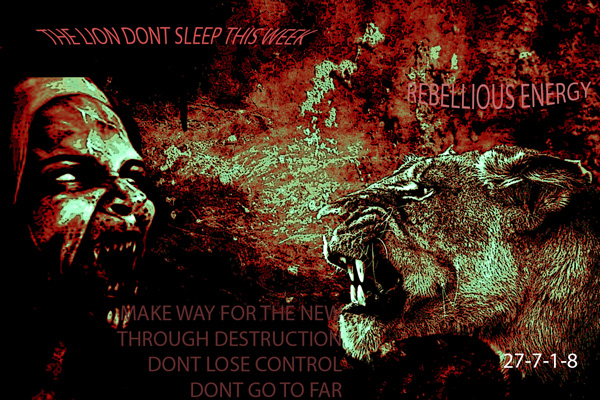 THE LION DONT SLEEP THIS WEEK
REBELLIOUS ENERGY
MAKE WAY FOR THE NEW
THROUGH DESTRUCTION
DONT LOSE CONTROL
DONT GO TO FAR
27-7-1-8